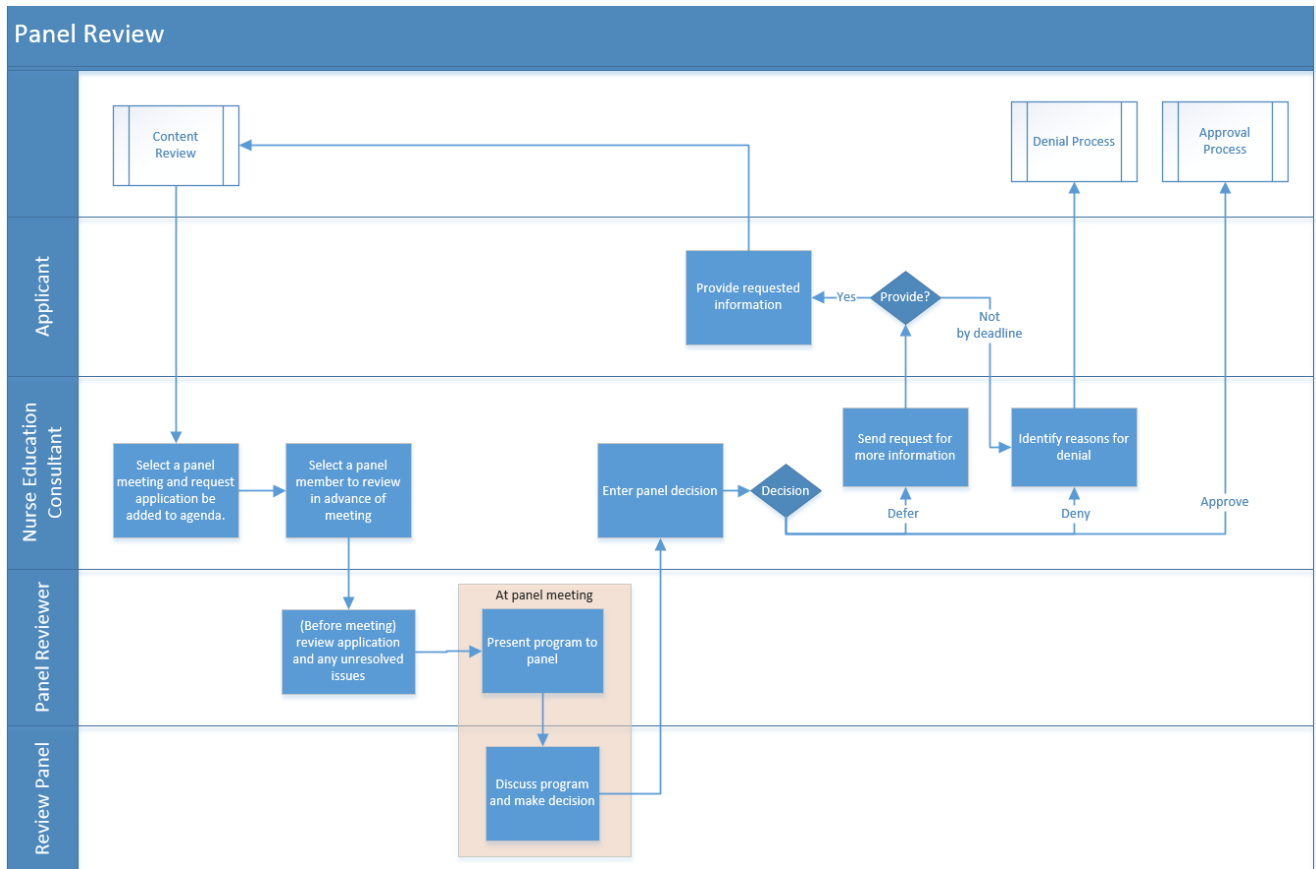 Panel Review
Content
Review
Denial Process
Approval
Process
Applicant
Provide requested
information
Yes
Provide?
Not
by deadline
Nurse Education
Consultant
Select a panel
meeting and request
application be
added to agenda.
Select a panel
member to review
in advance of
meeting
Enter panel decision
Decision
Send request for
more information
Identify reasons for
denial
Defer
Deny
Approve
Panel Reviewer
(Before meeting)
review application
and any unresolved
issues
At panel meeting
Present program to
panel
Review Panel
Discuss program
and make decision